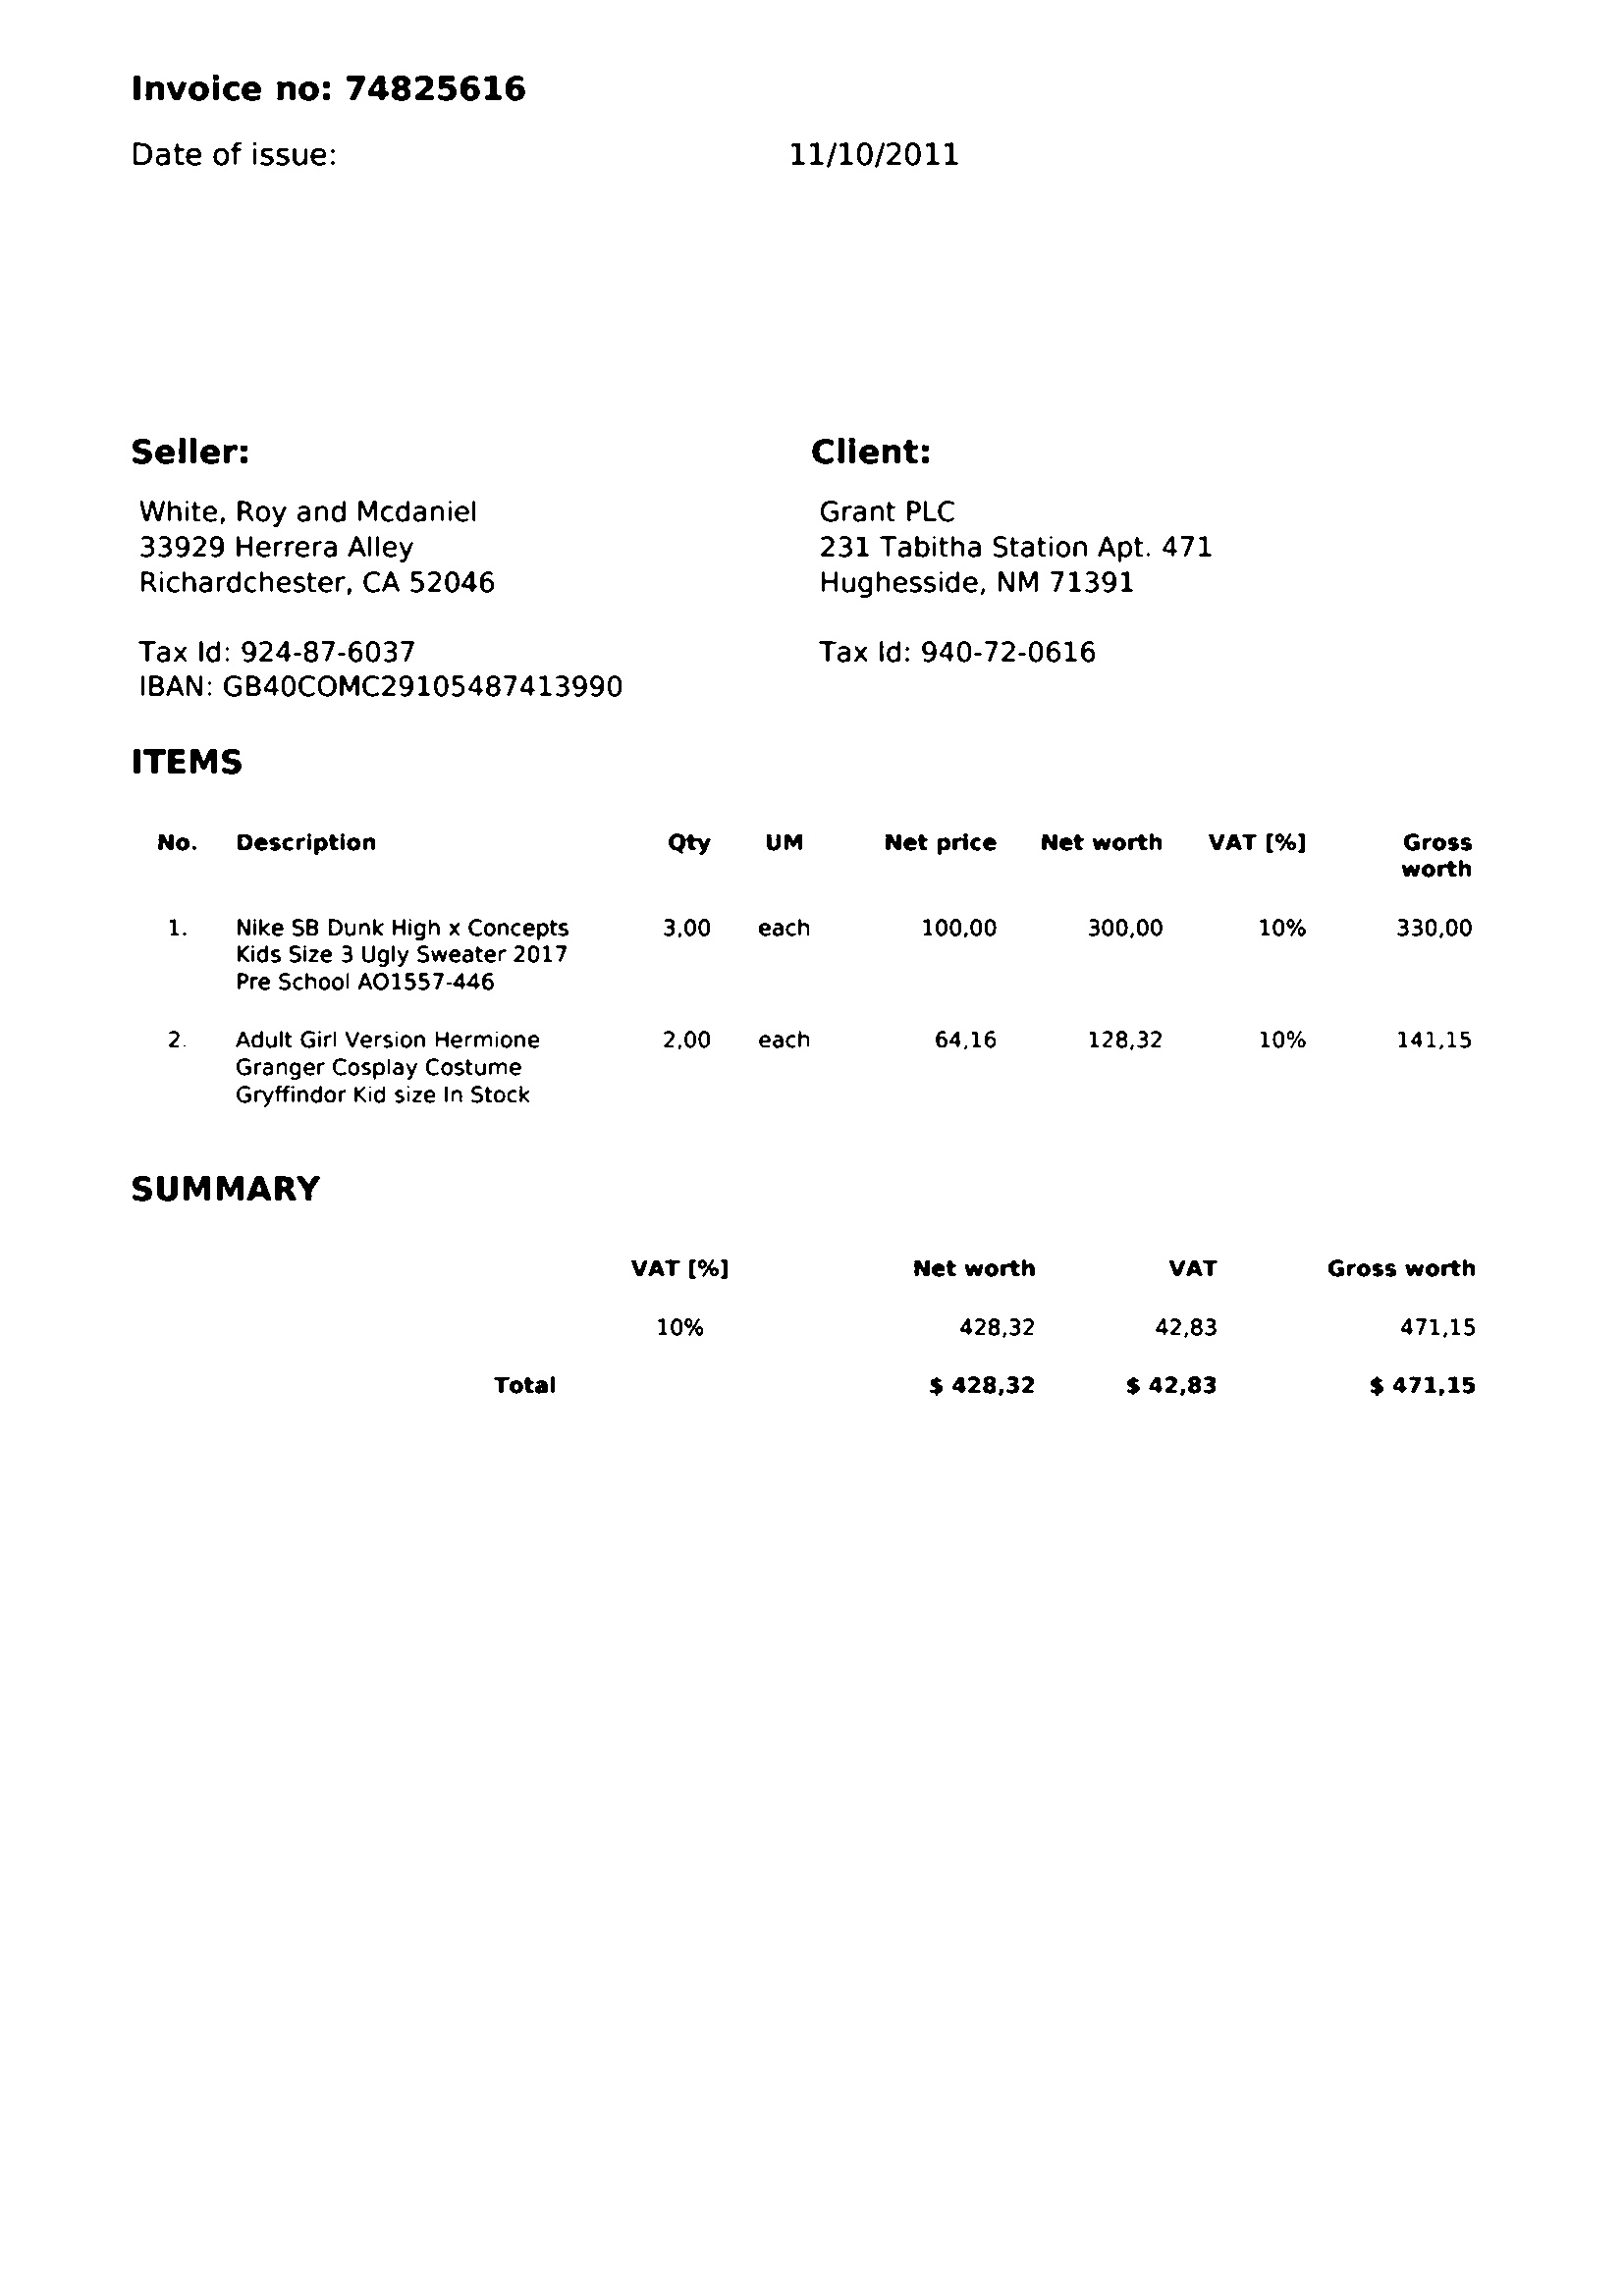 Invoice no: 74825616
Date of issue: 11/10/2011
Seller:
White, Roy and Mcdaniel
33929 Herrera Alley
Richardchester, CA 52046
Tax Id: 924-87-6037
IBAN: GB40COMC29105487413990
Client:
Grant PLC
231 Tabitha Station Apt. 471
Hughesside, NM 71391
Tax Id: 940-72-0616
ITEMS
No. Description Qty UM Net price Net worth VAT [%] Gross worth
1. Nike SB Dunk High x Concepts 3,00 each 100,00 300,00 10% 330,00
Kids Size 3 Ugly Sweater 2017
Pre School AO1557-446
2. Adult Girl Version Hermione 2,00 each 64,16 128,32 10% 141,15
Granger Cosplay Costume
Gryffindor Kid size In Stock
SUMMARY
VAT [%] Net worth VAT Gross worth
10% 428,32 42,83 471,15
Total $ 428,32 $ 42,83 $ 471,15